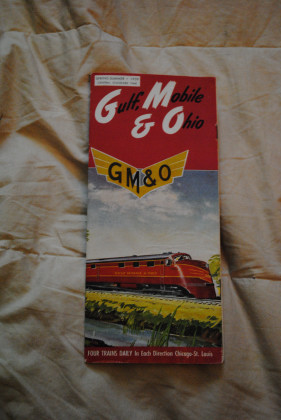 Gulf, Mobile
& Ohio
GM&O
FOUR TRAINS DAILY In Each Direction Chicago-St. Louis